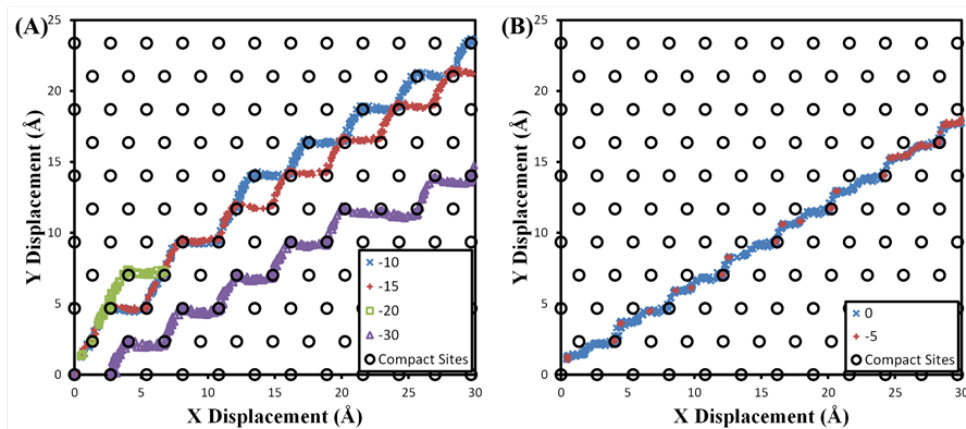 (A)
25
20
15
10
5
0
Y Displacement (Å)
0 5 10 15 20 25 30
X Displacement (Å)
-10
-15
-20
-30
Compact Sites
(B)
25
20
15
10
5
0
Y Displacement (Å)
0 5 10 15 20 25 30
X Displacement (Å)
0
-5
Compact Sites